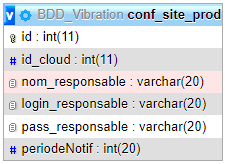 v BDD_Vibration conf_site_prod
id : int(11)
# id_cloud : int(11)
nom_responsable : varchar(20)
login_responsable : varchar(20)
pass_responsable : varchar(20)
# periodeNotif : int(20)